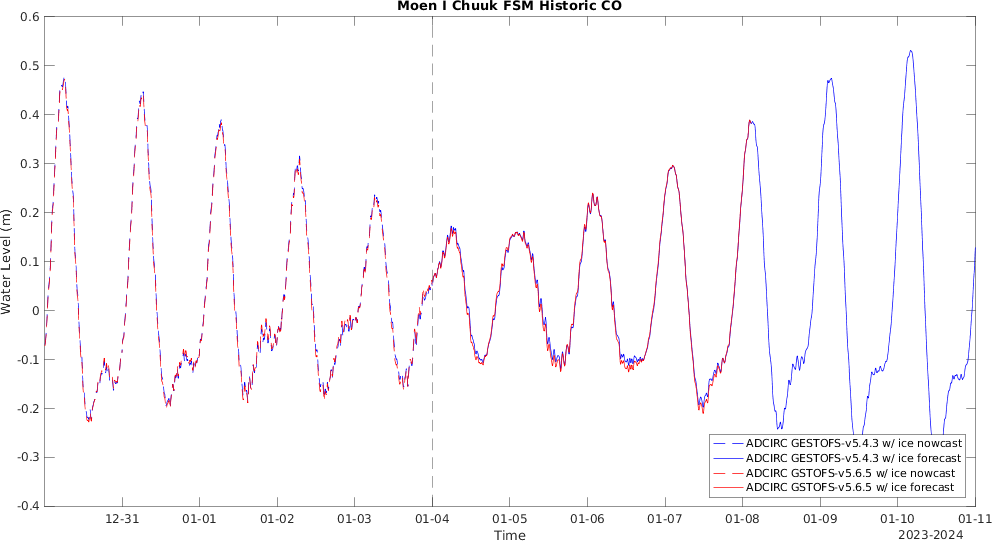 Moen I Chuuk FSM Historic CO
0.6
0.5
0.4
0.3
0.2
0.1
0
-0.1
-0.2
-0.3
-0.4
Water Level (m)
ADCIRC GESTOFS-v5.4.3 w/ ice nowcast
ADCIRC GESTOFS-v5.4.3 w/ ice forecast
ADCIRC GSTOFS-v5.6.5 w/ ice nowcast
ADCIRC GSTOFS-v5.6.5 w/ ice forecast
12-31 01-01 01-02 01-03 01-04 01-05 01-06 01-07 01-08 01-09 01-10 01-11
Time
2023-2024